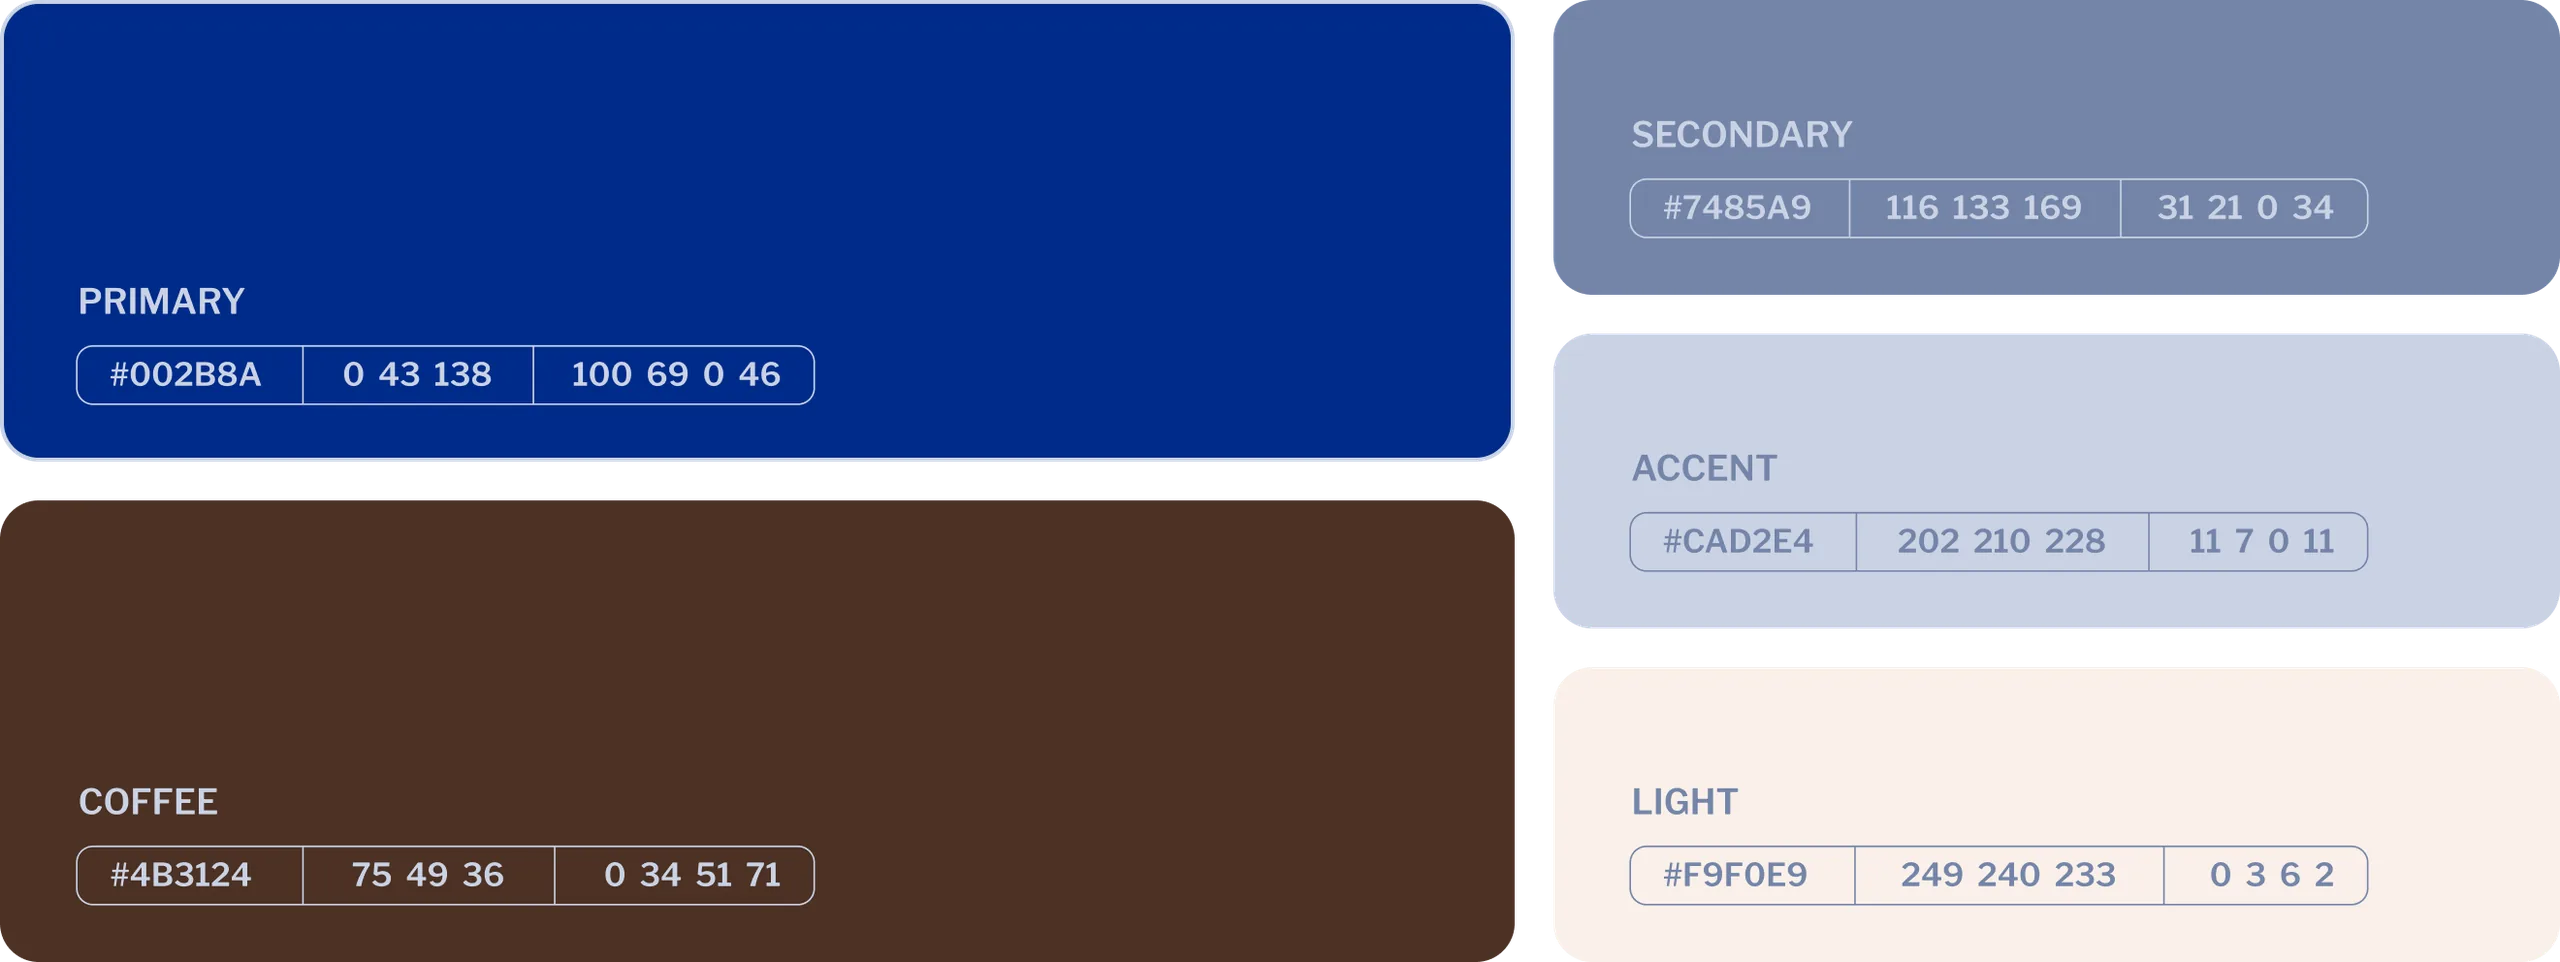 PRIMARY
#002B8A 0 43 138 100 69 0 46
COFFEE
#4B3124 75 49 36 0 34 51 71
SECONDARY
#7485A9 116 133 169 31 21 0 34
ACCENT
#CAD2E4 202 210 228 11 7 0 11
LIGHT
#F9F0E9 249 240 233 0 3 6 2